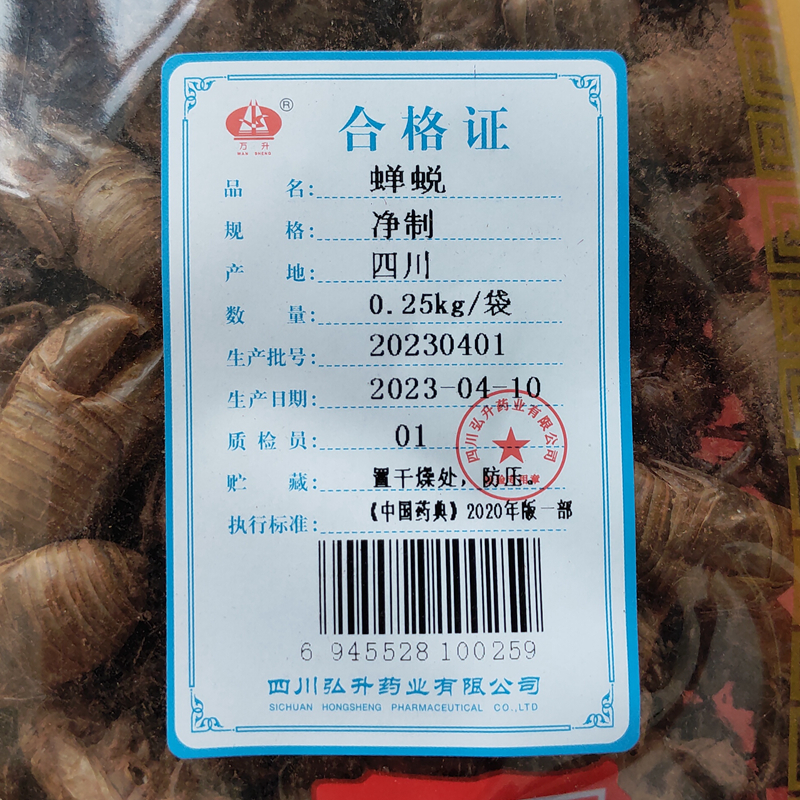 ®
万升
WAN SHENG
合格证
品名: 蝉蜕
规格: 净制
产地: 四川
数量: 0.25kg/袋
生产批号: 20230401
生产日期: 2023-04-10
质检员: 01
四川弘升药业有限公司
贮藏: 置干燥处, 防压。
执行标准: 《中国药典》2020年版一部
6 945528 100259
四川弘升药业有限公司
SICHUAN HONGSHENG PHARMACEUTICAL CO.,LTD